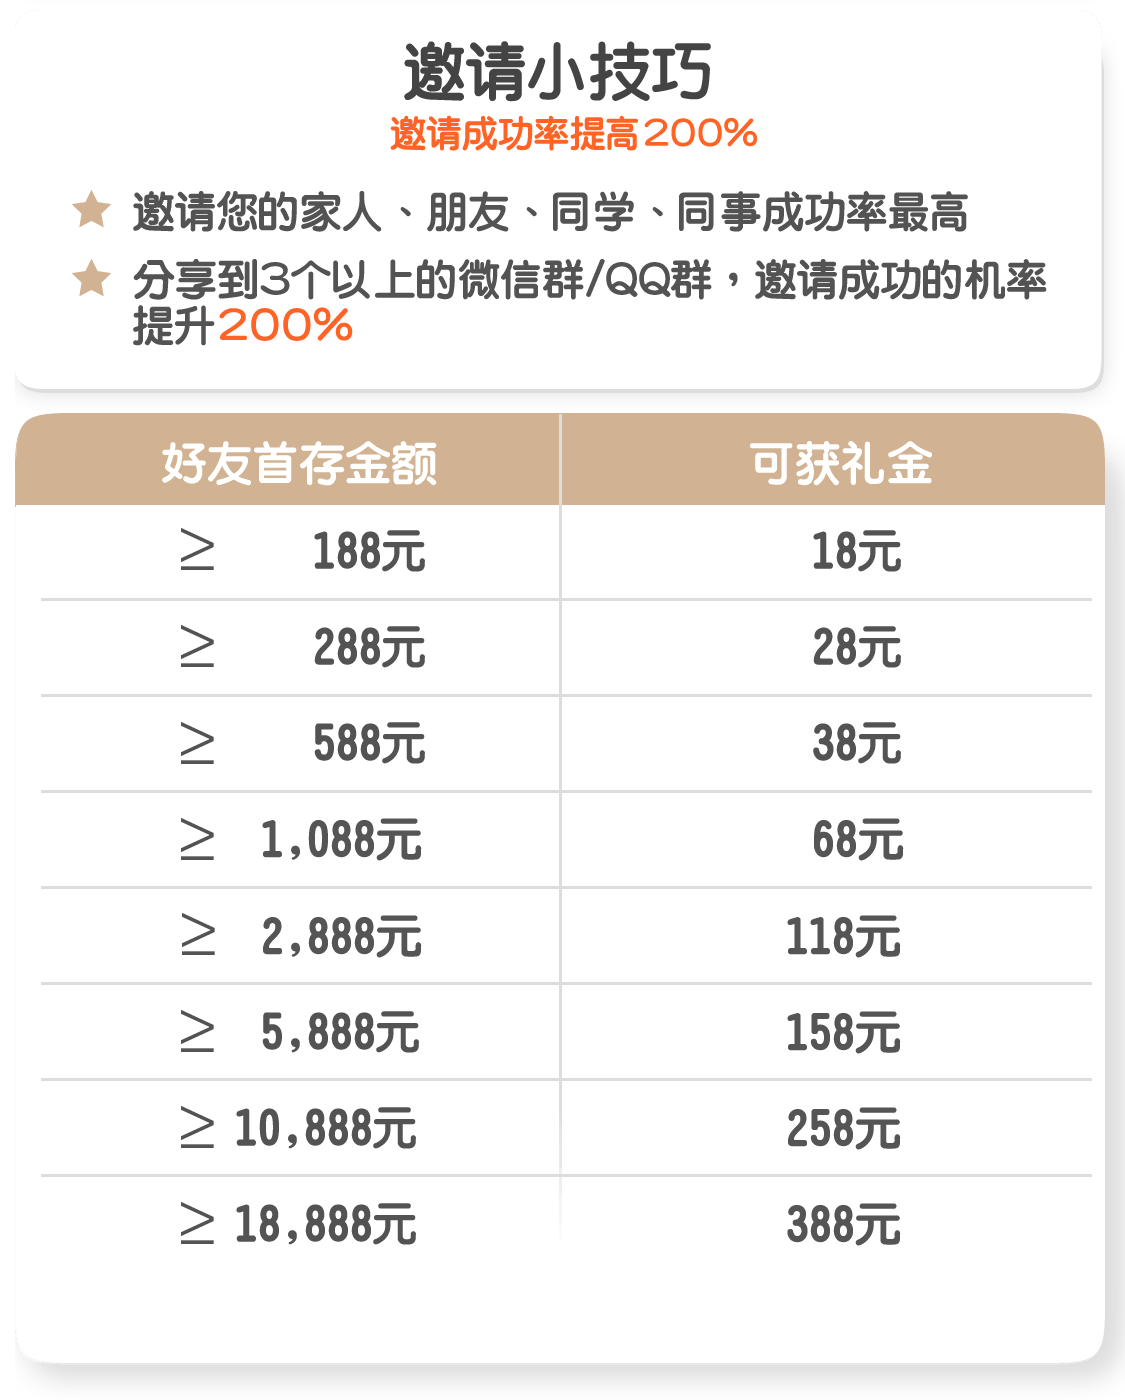 邀请小技巧
邀请成功率提高200%
邀请您的家人、朋友、同学、同事成功率最高
分享到3个以上的微信群/QQ群，邀请成功的机率
提升200%
好友首存金额 可获礼金
≥ 188元 18元
≥ 288元 28元
≥ 588元 38元
≥ 1,088元 68元
≥ 2,888元 118元
≥ 5,888元 158元
≥ 10,888元 258元
≥ 18,888元 388元